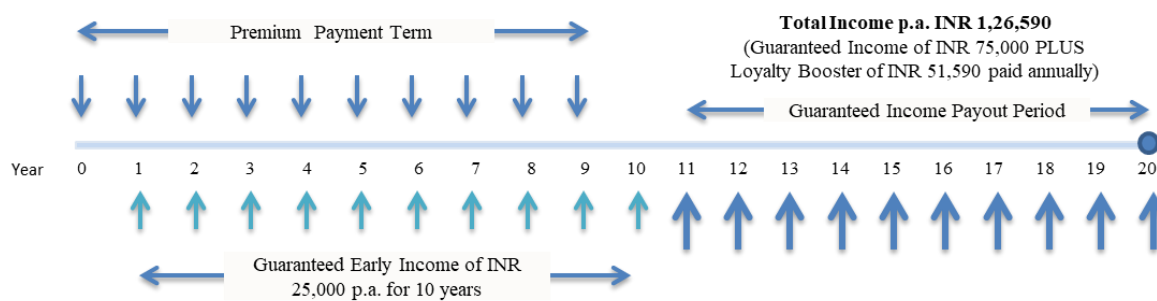 Total Income p.a. INR 1,26,590
(Guaranteed Income of INR 75,000 PLUS
Loyalty Booster of INR 51,590 paid annually)
Premium Payment Term
Guaranteed Income Payout Period
Year 0 1 2 3 4 5 6 7 8 9 10 11 12 13 14 15 16 17 18 19 20
Guaranteed Early Income of INR
25,000 p.a. for 10 years